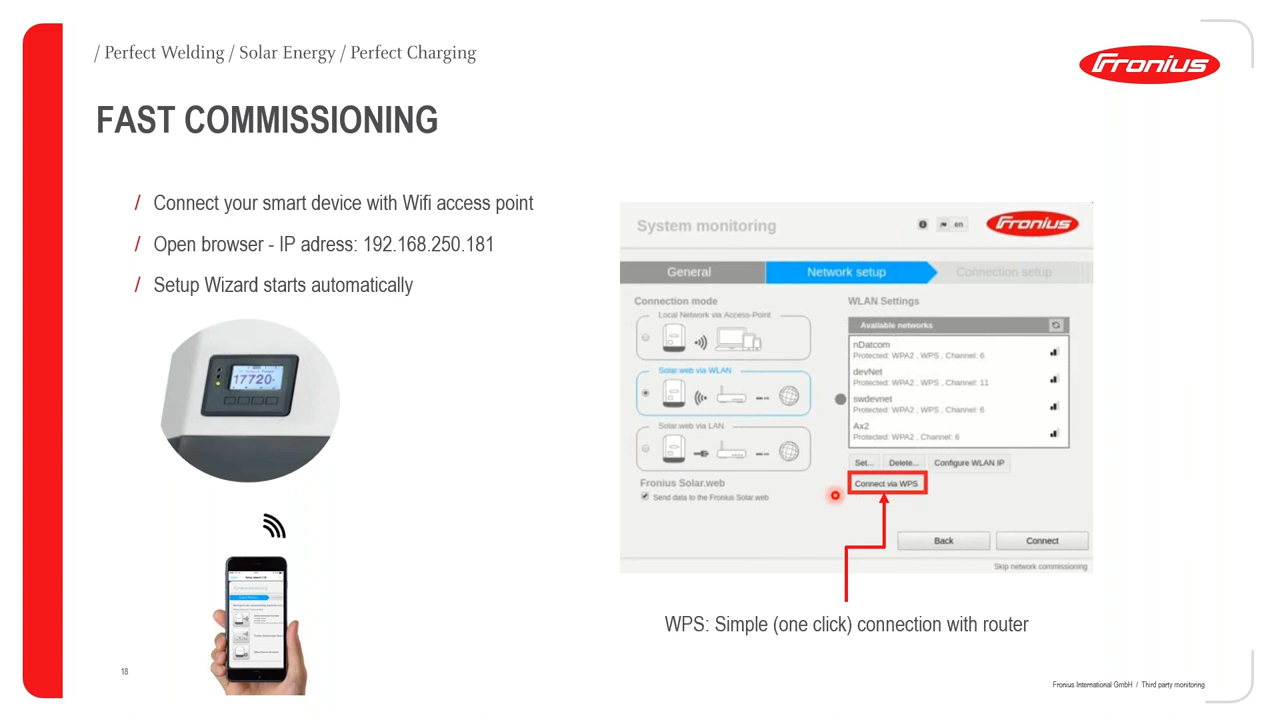 / Perfect Welding / Solar Energy / Perfect Charging
Fronius
FAST COMMISSIONING
/ Connect your smart device with Wifi access point
/ Open browser - IP adress: 192.168.250.181
/ Setup Wizard starts automatically
17720
System monitoring
en
Fronius
General
Network setup
Connection setup
Connection mode
Local Network via Access-Point
Solar.web via WLAN
Solar.web via LAN
Fronius Solar.web
Send data to the Fronius Solar.web
WLAN Settings
Available networks
nDatcom
Protected: WPA2 , WPS , Channel: 6
devNet
Protected: WPA2 , WPS , Channel: 11
swdevnet
Protected: WPA2 , WPS , Channel: 6
Ax2
Protected: WPA2 , Channel: 6
Set... Delete... Configure WLAN IP
Connect via WPS
Back Connect
Skip network commissioning
WPS: Simple (one click) connection with router
18
Fronius International GmbH / Third party monitoring